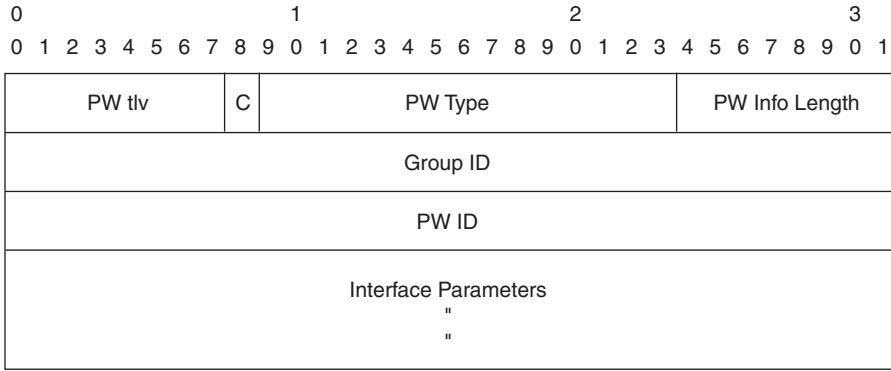 0 1 2 3
0 1 2 3 4 5 6 7 8 9 0 1 2 3 4 5 6 7 8 9 0 1 2 3 4 5 6 7 8 9 0 1
PW tlv C PW Type PW Info Length
Group ID
PW ID
Interface Parameters
"
"